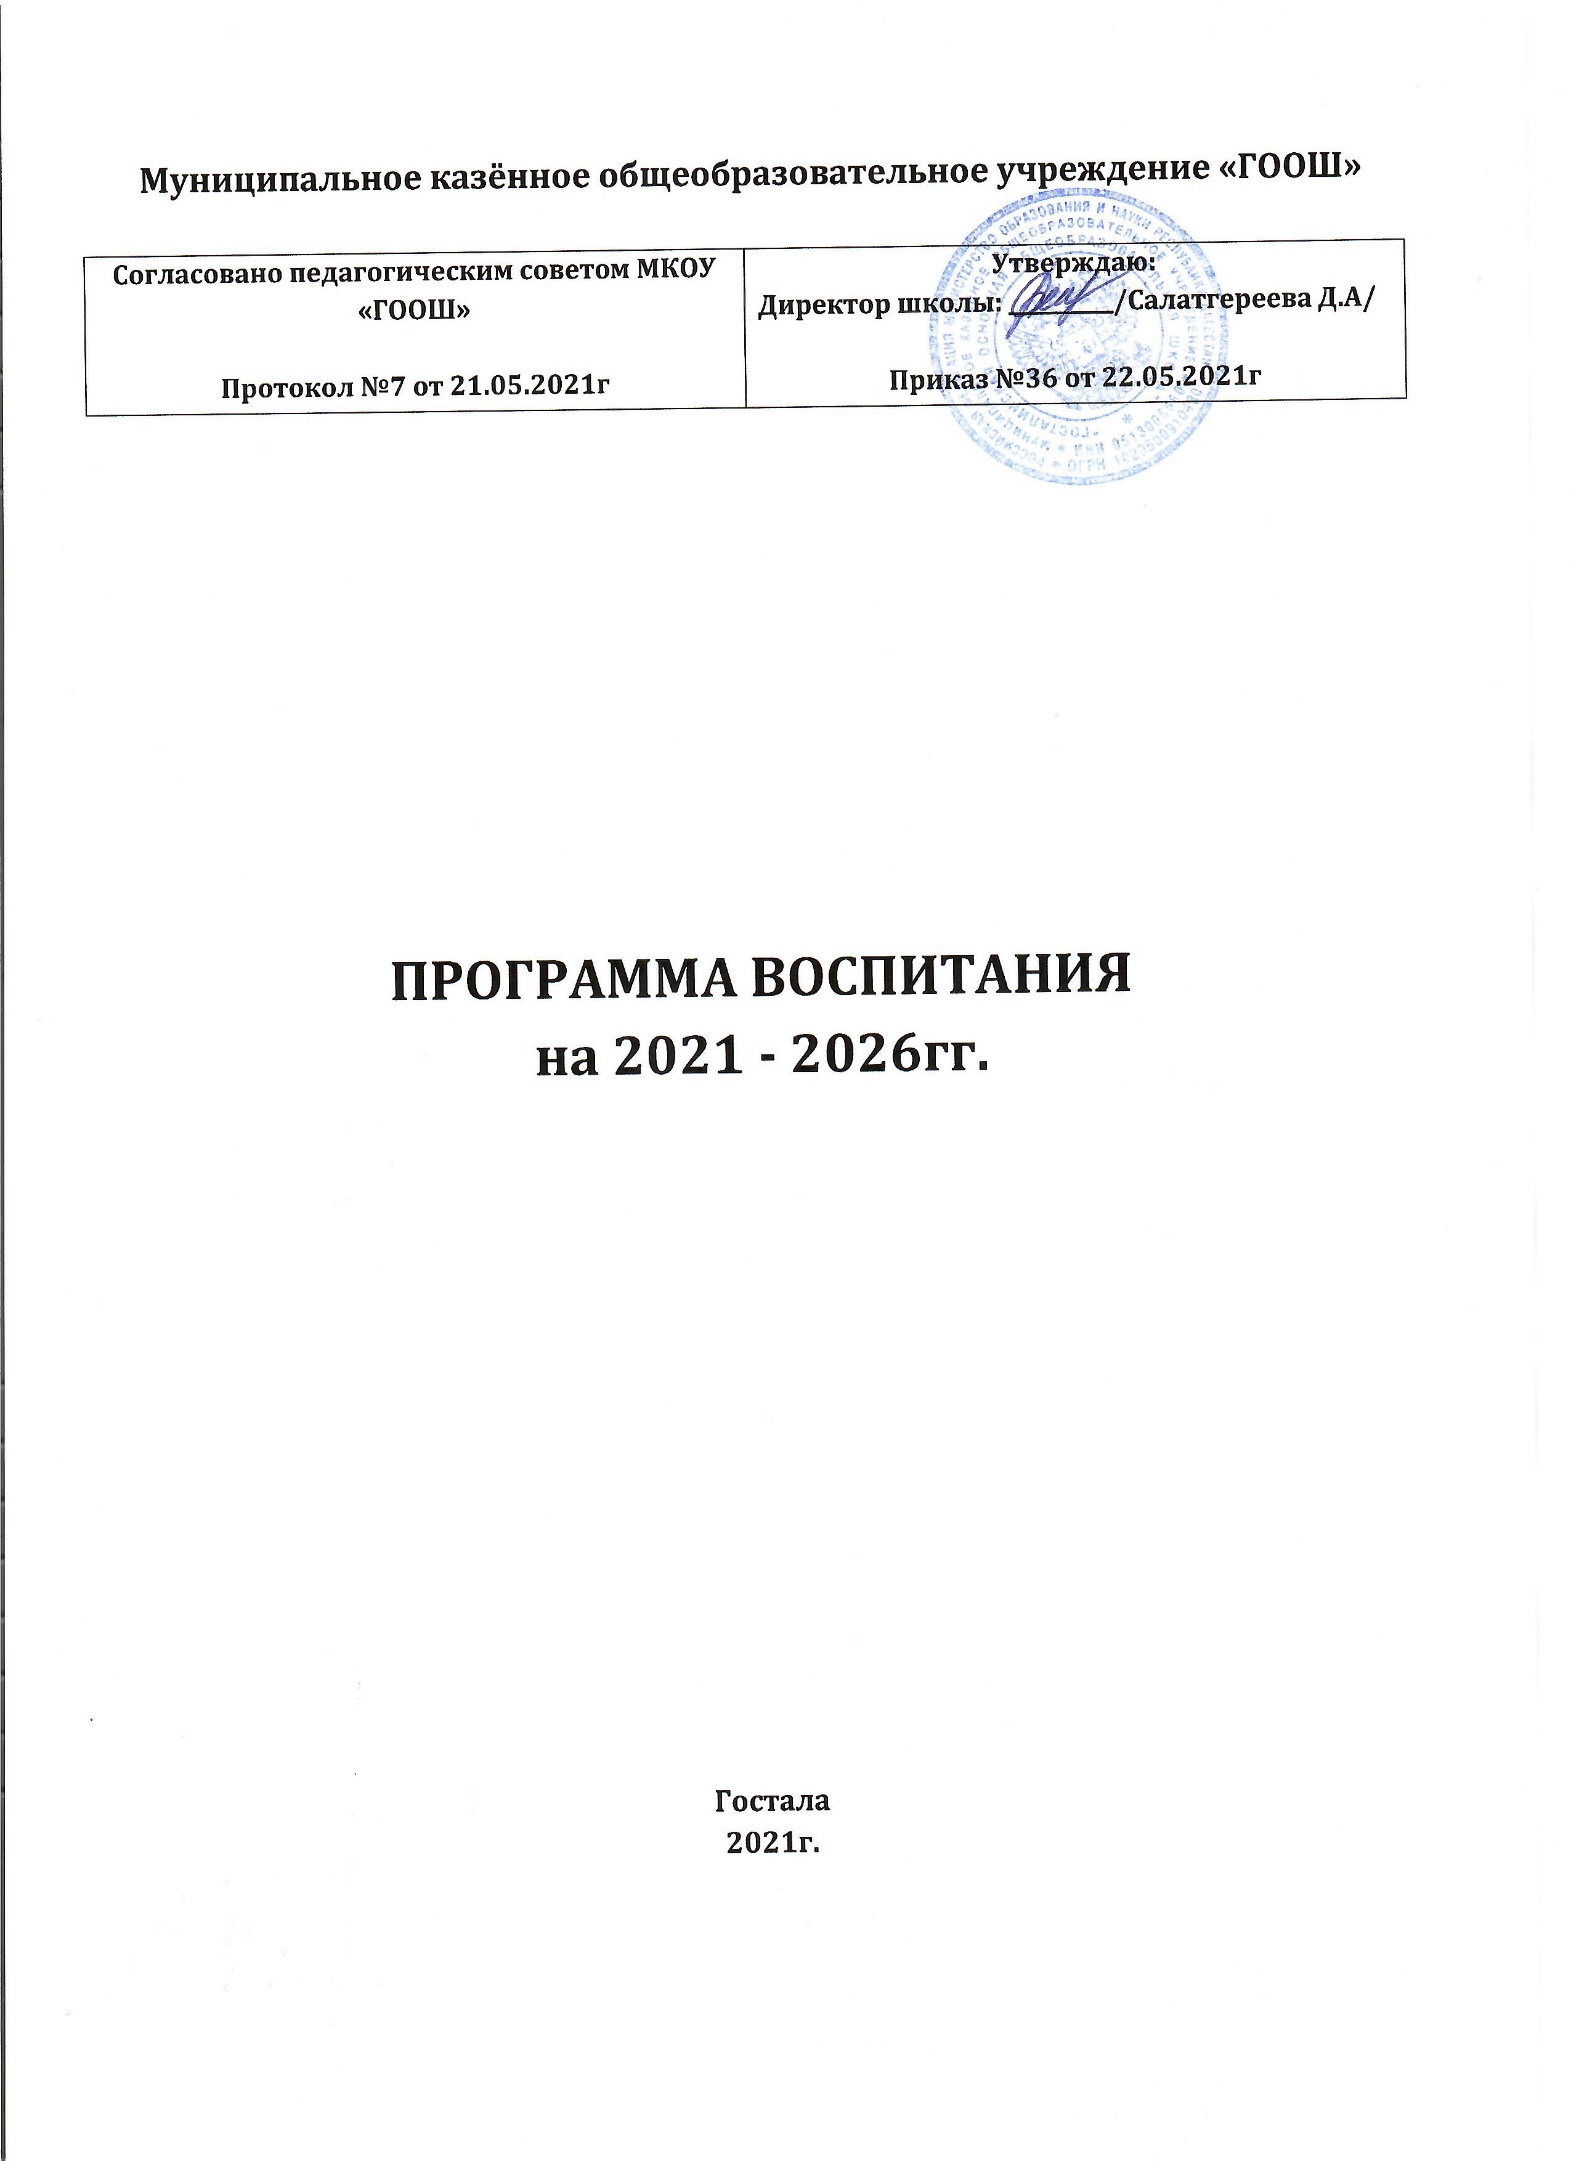 Муниципальное казённое общеобразовательное учреждение «ГООШ»
Согласовано педагогическим советом МКОУ
«ГООШ»
Протокол №7 от 21.05.2021г
Утверждаю:
Директор школы: ________/Салатгереева Д.А/
Приказ №36 от 22.05.2021г
ПРОГРАММА ВОСПИТАНИЯ
на 2021 - 2026гг.
Гостала
2021г.